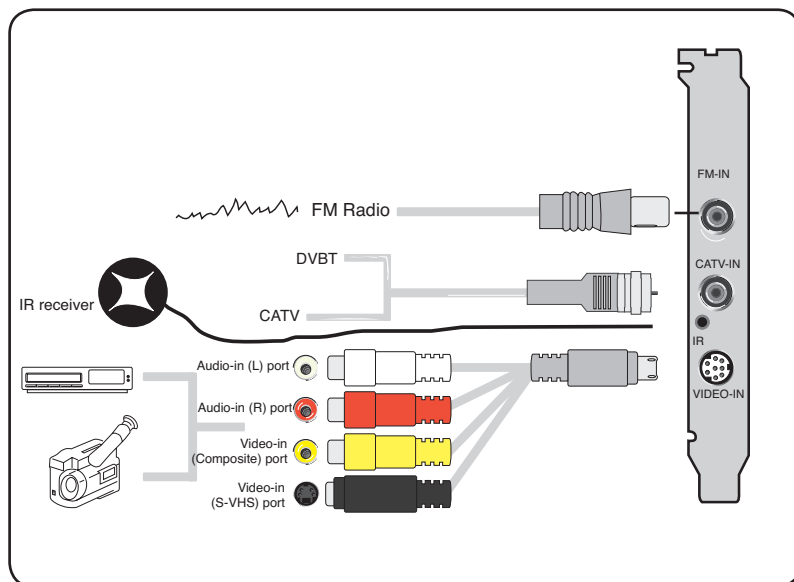 FM-IN
FM Radio
DVBT
CATV-IN
IR receiver
CATV
IR
Audio-in (L) port
VIDEO-IN
Audio-in (R) port
Video-in
(Composite) port
Video-in
(S-VHS) port